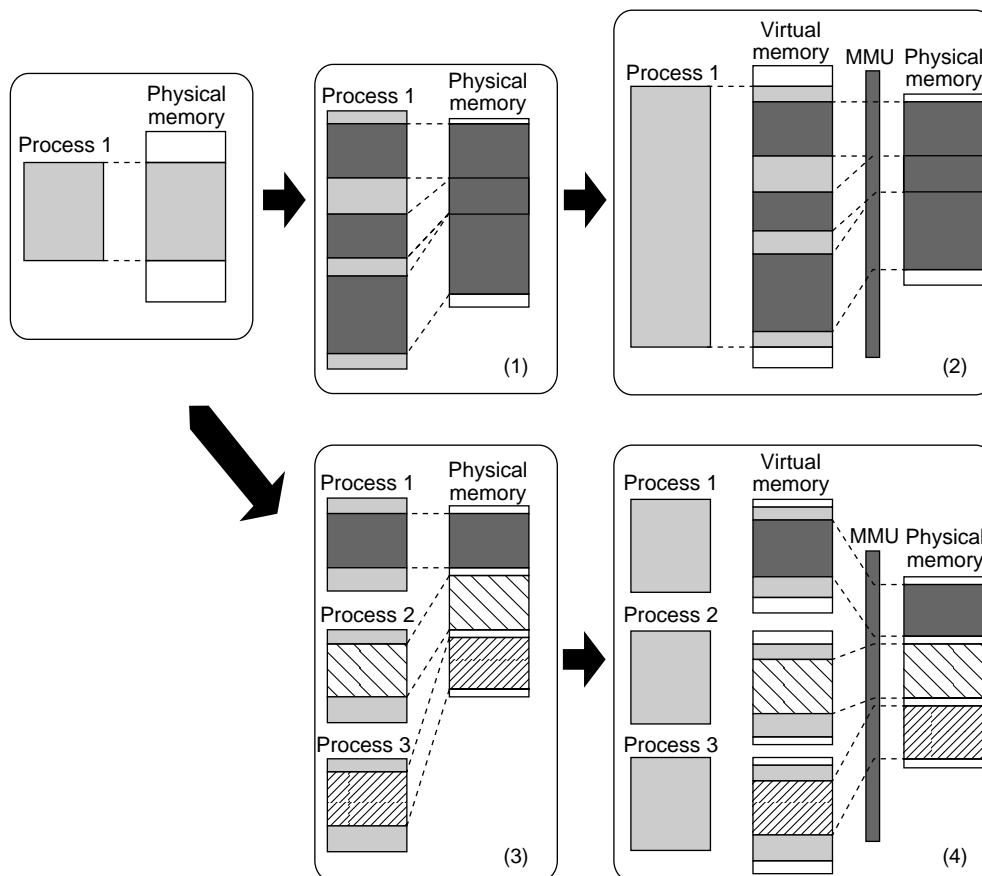 Process 1
Physical
memory
Process 1
Physical
memory
(1)
Process 1
Virtual
memory
MMU
Physical
memory
(2)
Process 1
Physical
memory
Process 2
Process 3
(3)
Process 1
Virtual
memory
MMU
Physical
memory
Process 2
Process 3
(4)